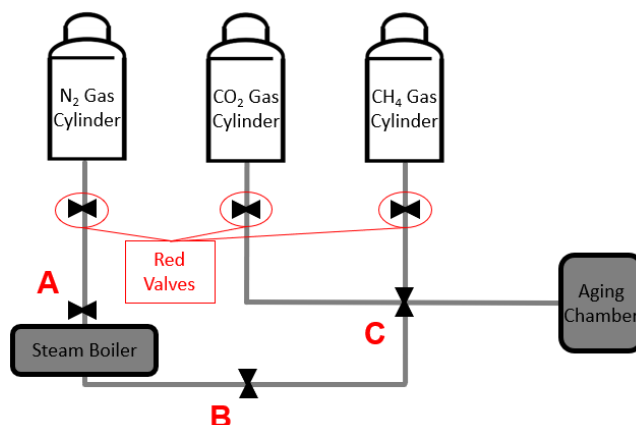 N₂ Gas
Cylinder
CO₂ Gas
Cylinder
CH₄ Gas
Cylinder
Red
Valves
A
Steam Boiler
B
C
Aging
Chamber